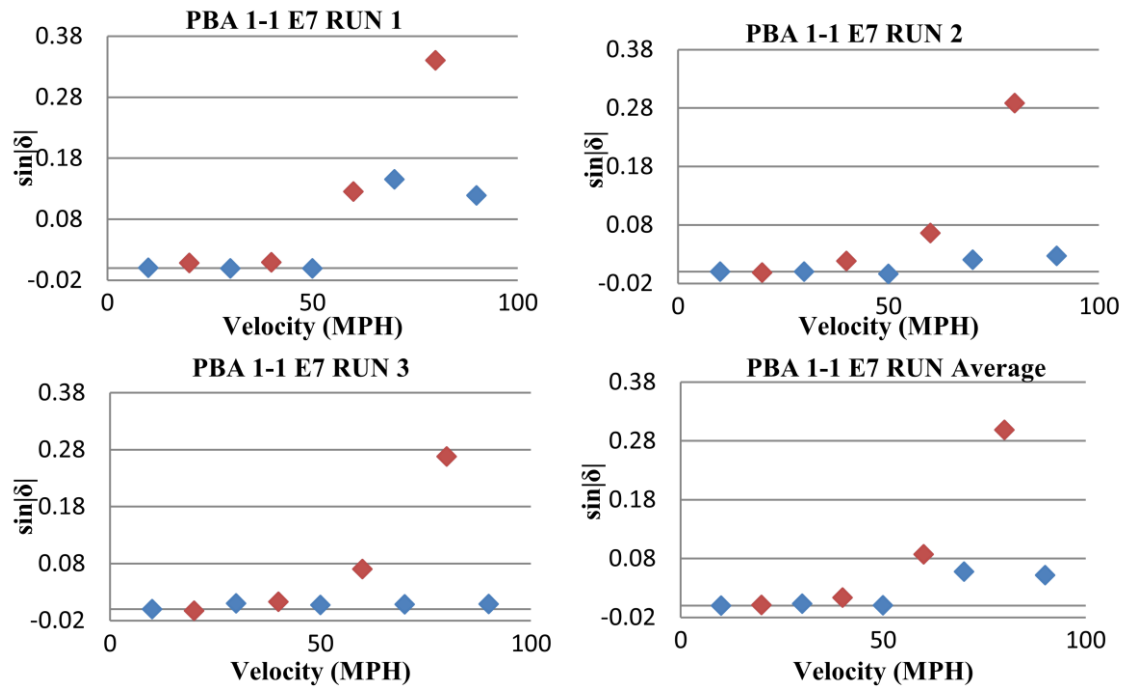 PBA 1-1 E7 RUN 1
0.38
0.28
0.18
0.08
-0.02
sin|δ|
0
50
100
Velocity (MPH)
PBA 1-1 E7 RUN 2
0.38
0.28
0.18
0.08
-0.02
sin|δ|
0
50
100
Velocity (MPH)
PBA 1-1 E7 RUN 3
0.38
0.28
0.18
0.08
-0.02
sin|δ|
0
50
100
Velocity (MPH)
PBA 1-1 E7 RUN Average
0.38
0.28
0.18
0.08
-0.02
sin|δ|
0
50
100
Velocity (MPH)